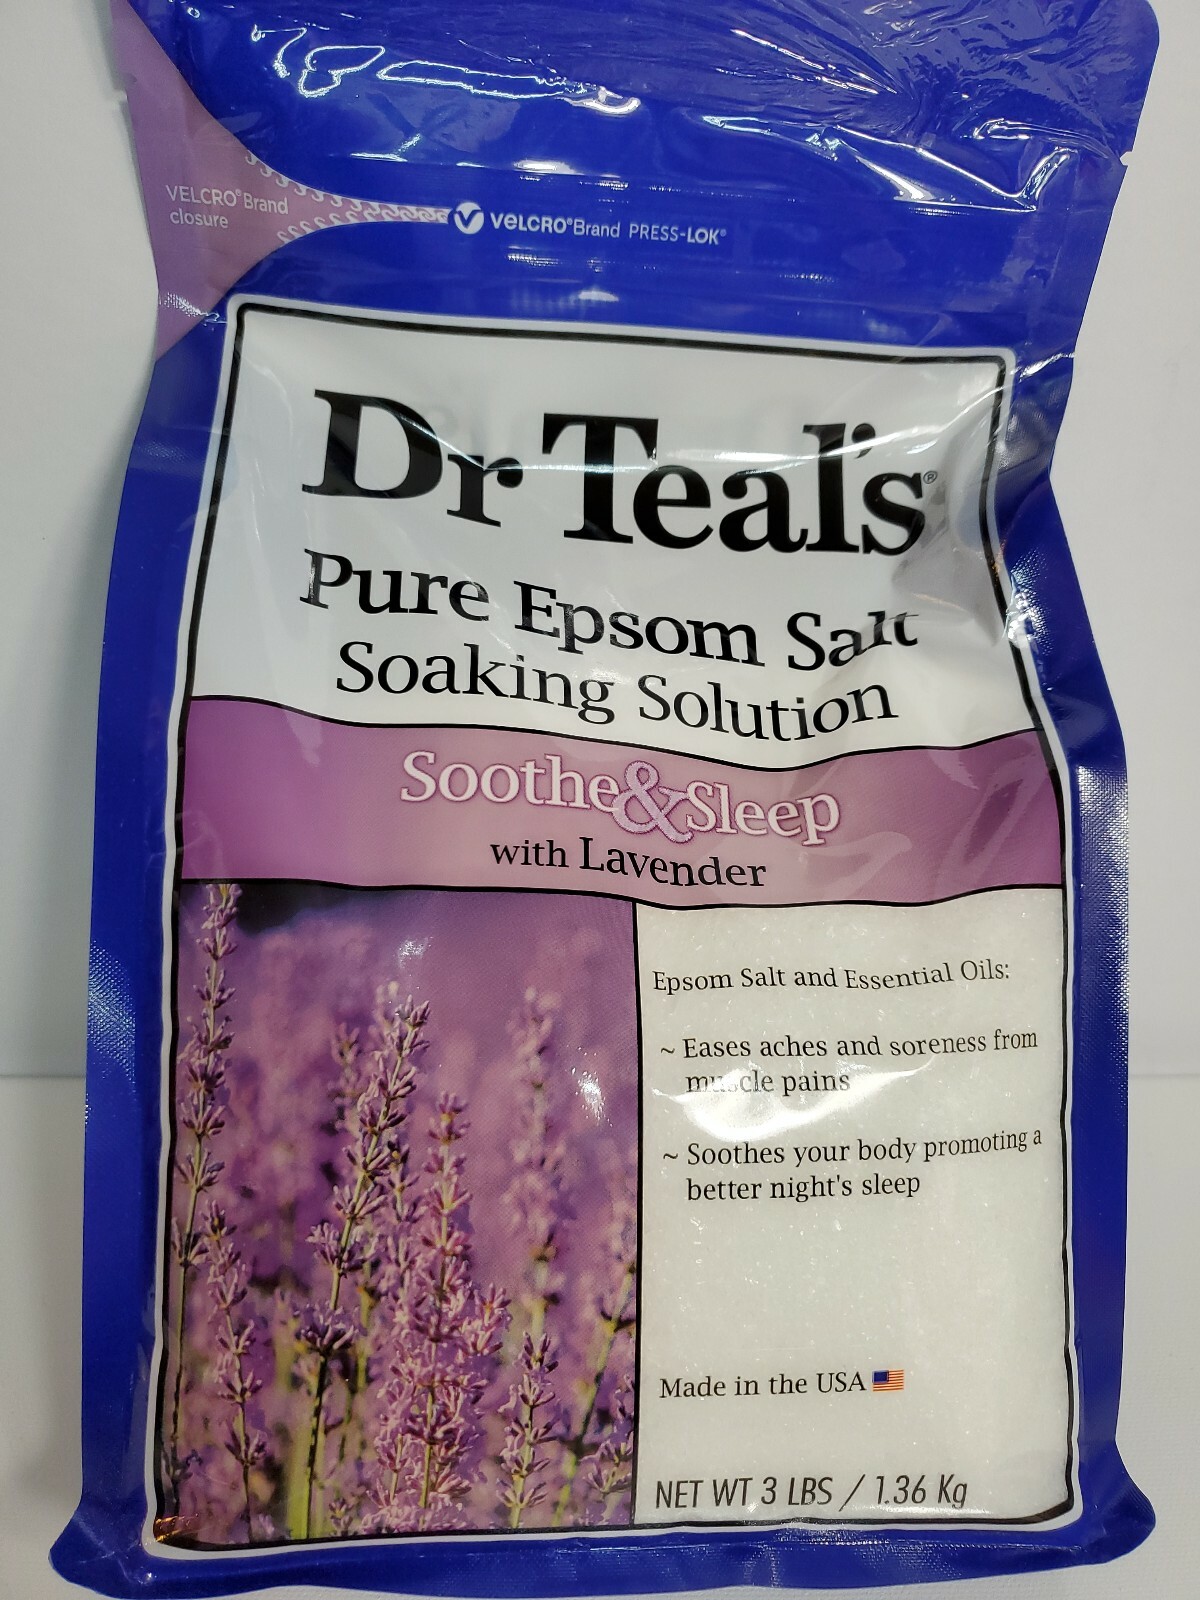 VELCRO® Brand
closure
VELCRO® Brand PRESS-LOK®
Dr Teal's®
Pure Epsom Salt
Soaking Solution
Soothe & Sleep
with Lavender
Epsom Salt and Essential Oils:
~ Eases aches and soreness from
muscle pains
~ Soothes your body promoting a
better night's sleep
Made in the USA
NET WT 3 LBS / 1.36 Kg